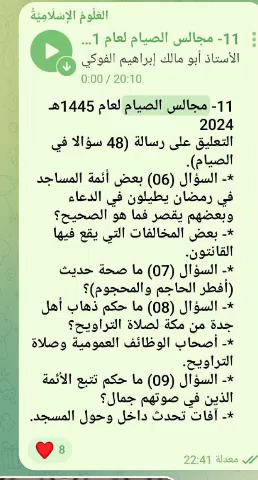 العُلُومُ الإِسْلَامِيَّةُ
11- مجالس الصيام لعام 1...
الأستاذ أبو مالك إبراهيم الفوكي
0:00 / 20:10
11- مجالس الصيام لعام 1445هـ
2024
التعليق على رسالة (48 سؤالا في
الصيام).
*- السؤال (06) بعض أئمة المساجد
في رمضان يطيلون في الدعاء
وبعضهم يقصر فما هو الصحيح؟
*- بعض المخالفات التي يقع فيها
القانتون.
*- السؤال (07) ما صحة حديث
(أفطر الحاجم والمحجوم)؟
*- السؤال (08) ما حكم ذهاب أهل
جدة من مكة لصلاة التراويح؟
*- أصحاب الوظائف العمومية وصلاة
التراويح.
*- السؤال (09) ما حكم تتبع الأئمة
الذين في صوتهم جمال؟
*- آفات تحدث داخل وحول المسجد.
8
معدلة 22:41